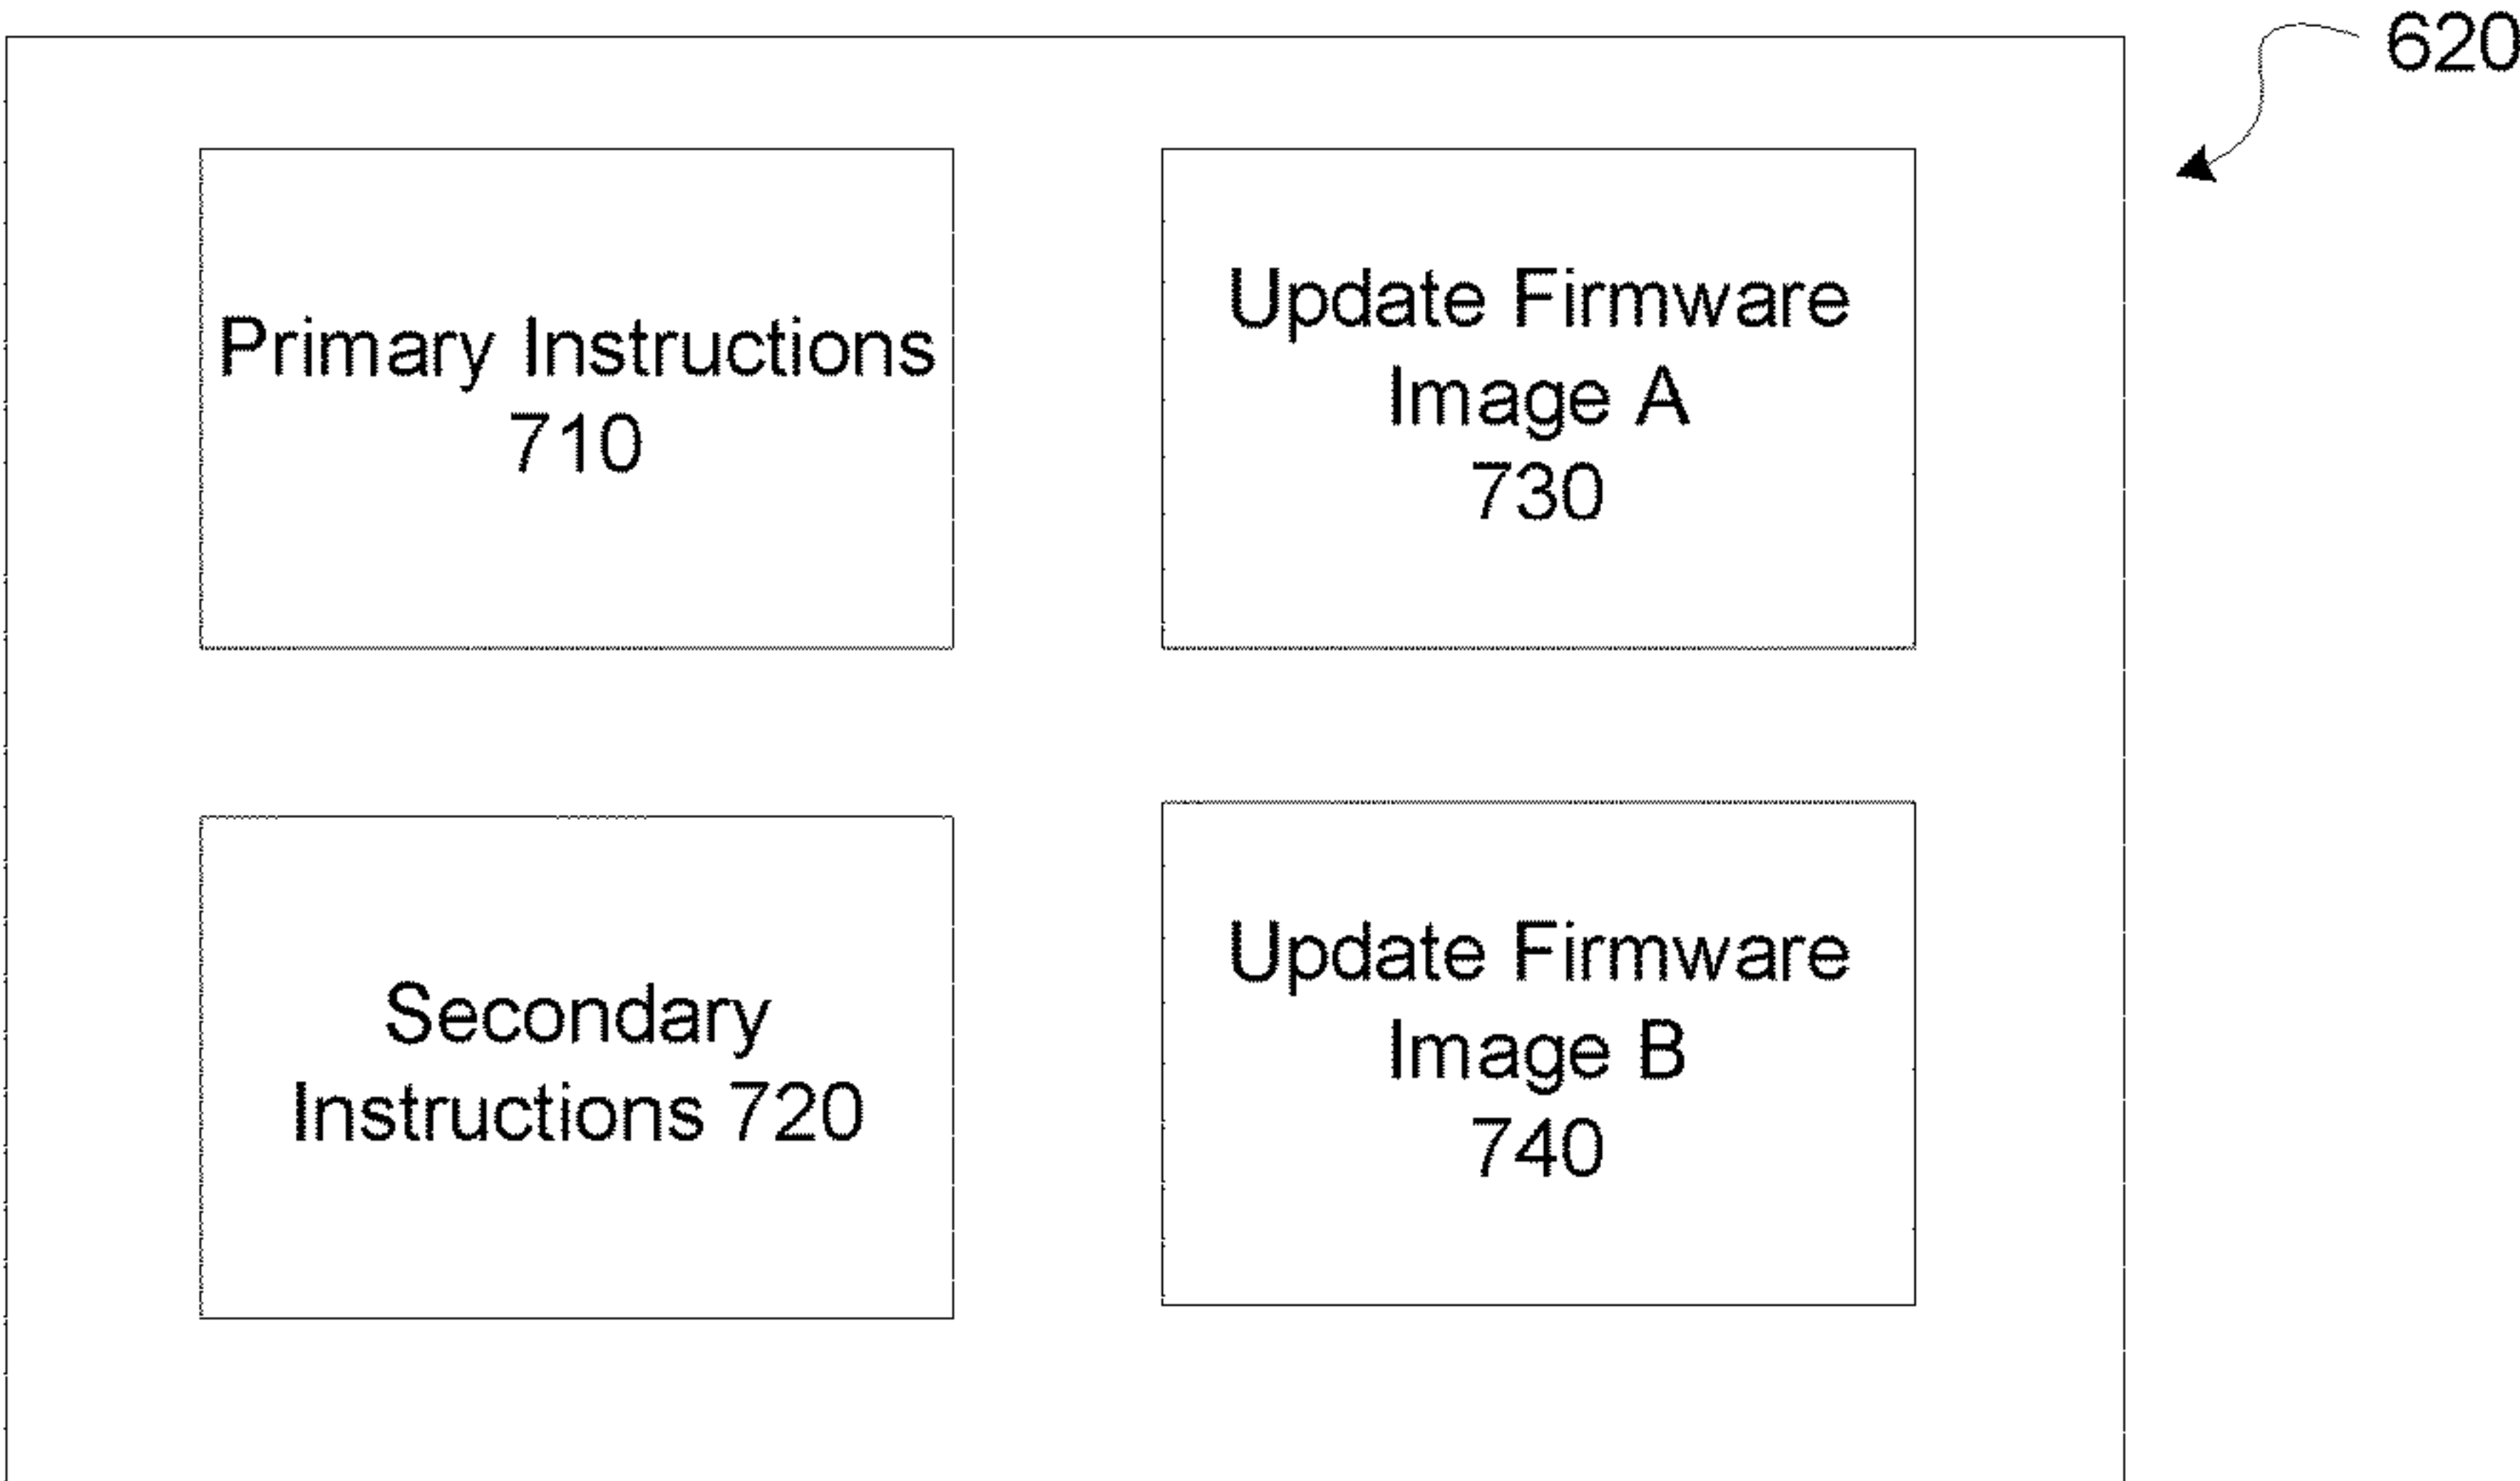 620
Primary Instructions
710
Update Firmware
Image A
730
Secondary
Instructions 720
Update Firmware
Image B
740